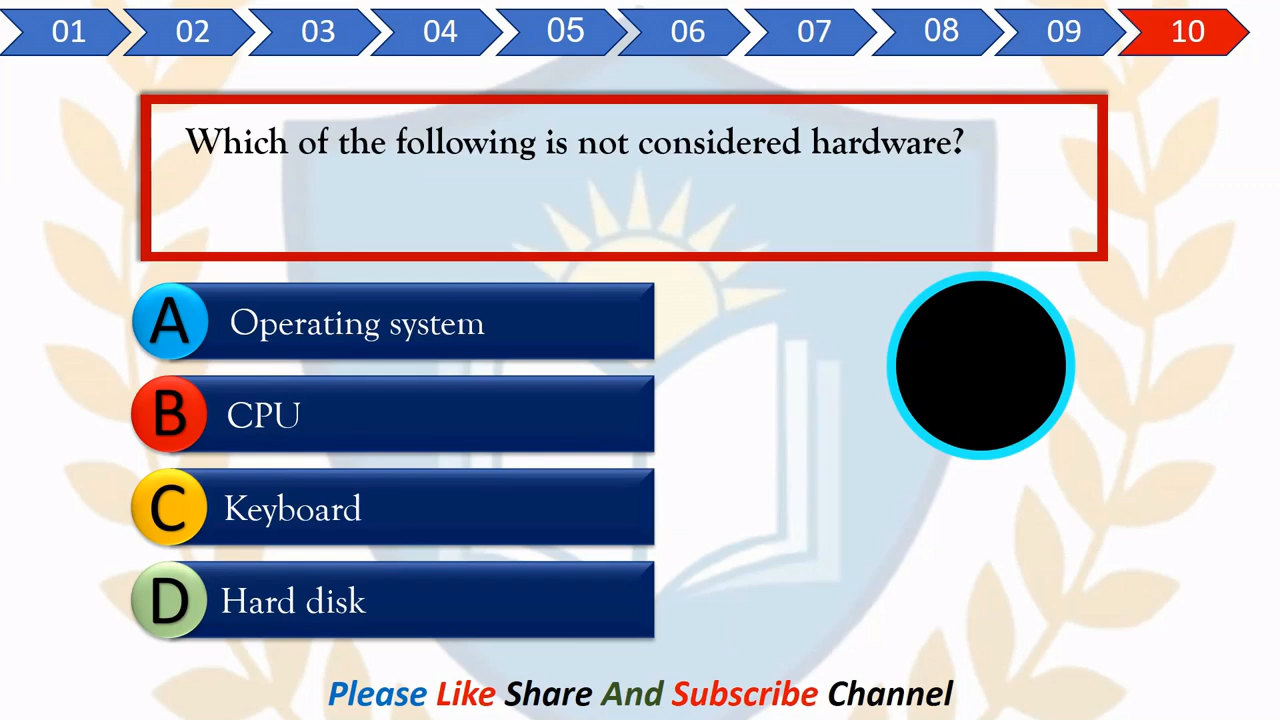 01 02 03 04 05 06 07 08 09 10
Which of the following is not considered hardware?
A Operating system
B CPU
C Keyboard
D Hard disk
Please Like Share And Subscribe Channel